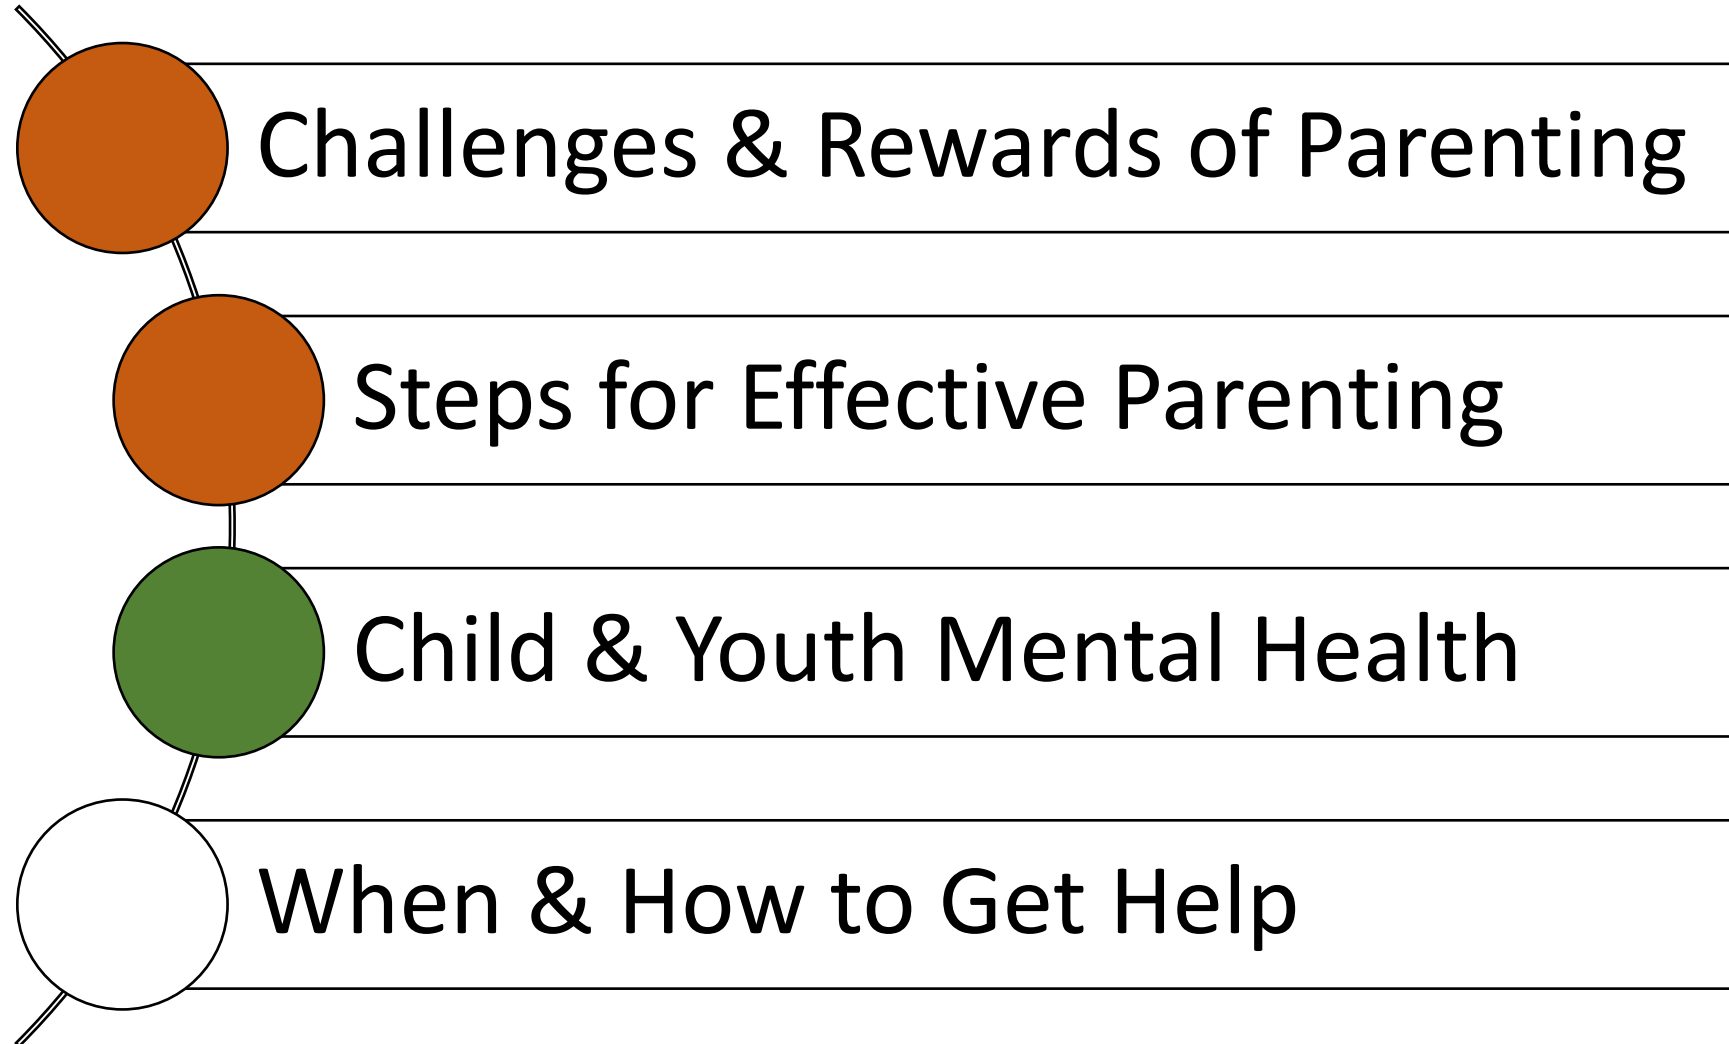 Challenges & Rewards of Parenting
Steps for Effective Parenting
Child & Youth Mental Health
When & How to Get Help